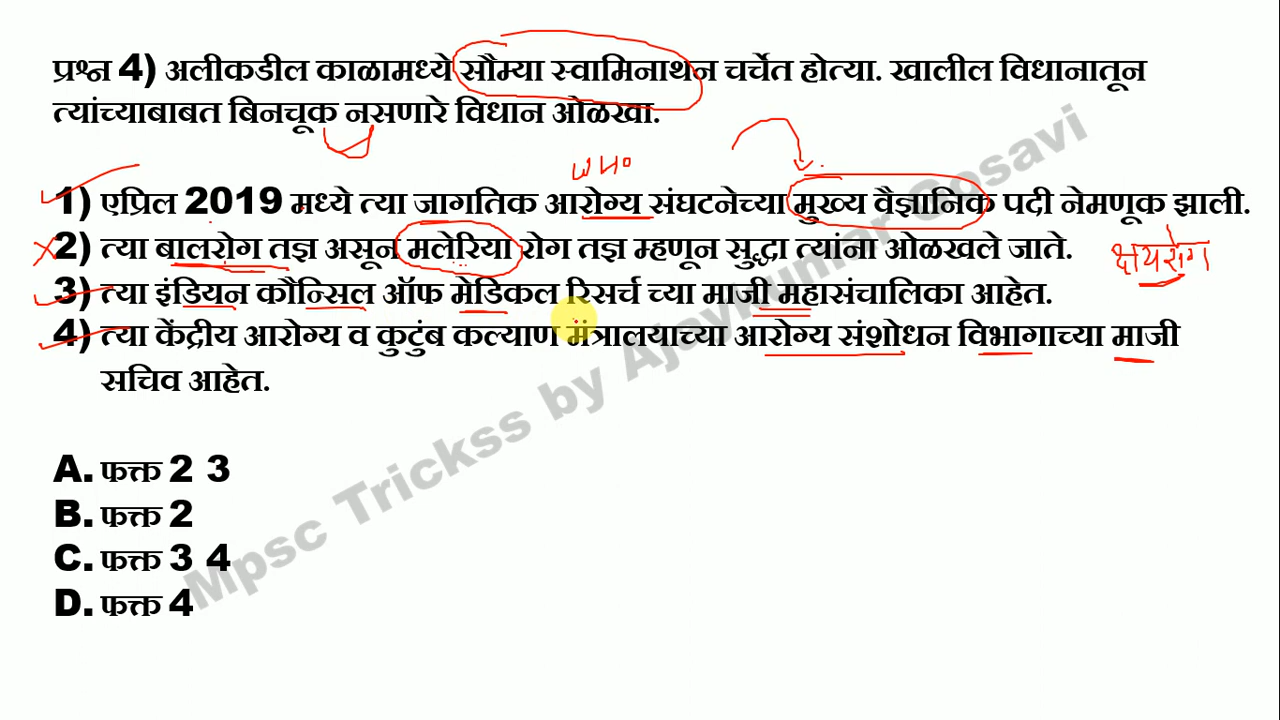 प्रश्न 4) अलीकडील काळामध्ये सौम्या स्वामिनाथन चर्चेत होत्या. खालील विधानातून
त्यांच्याबाबत बिनचूक नसणारे विधान ओळखा.
WHO
1) एप्रिल 2019 मध्ये त्या जागतिक आरोग्य संघटनेच्या मुख्य वैज्ञानिक पदी नेमणूक झाली.
2) त्या बालरोग तज्ञ असून मलेरिया रोग तज्ञ म्हणून सुद्धा त्यांना ओळखले जाते.
क्षयरोग
3) त्या इंडियन कौन्सिल ऑफ मेडिकल रिसर्च च्या माजी महासंचालिका आहेत.
4) त्या केंद्रीय आरोग्य व कुटुंब कल्याण मंत्रालयाच्या आरोग्य संशोधन विभागाच्या माजी
सचिव आहेत.
A. फक्त 2 3
B. फक्त 2
C. फक्त 3 4
D. फक्त 4
Mpsc Trickss by Ajaykumar Gosavi